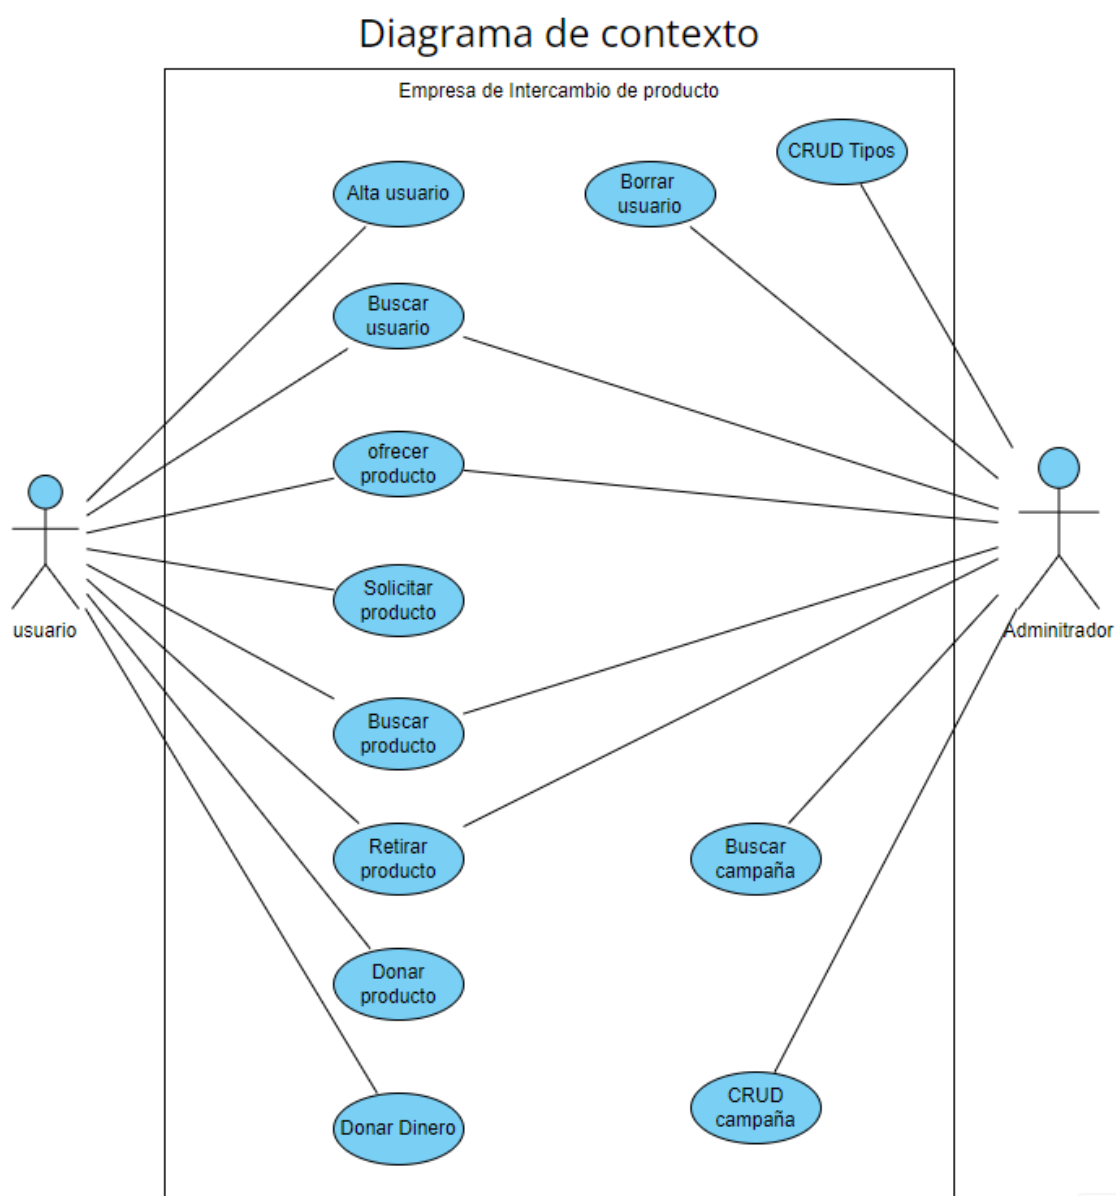 Diagrama de contexto
Empresa de Intercambio de producto
CRUD Tipos
Alta usuario
Borrar
usuario
Buscar
usuario
ofrecer
producto
usuario
Solicitar
producto
Adminitrador
Buscar
producto
Retirar
producto
Buscar
campaña
Donar
producto
Donar Dinero
CRUD
campaña